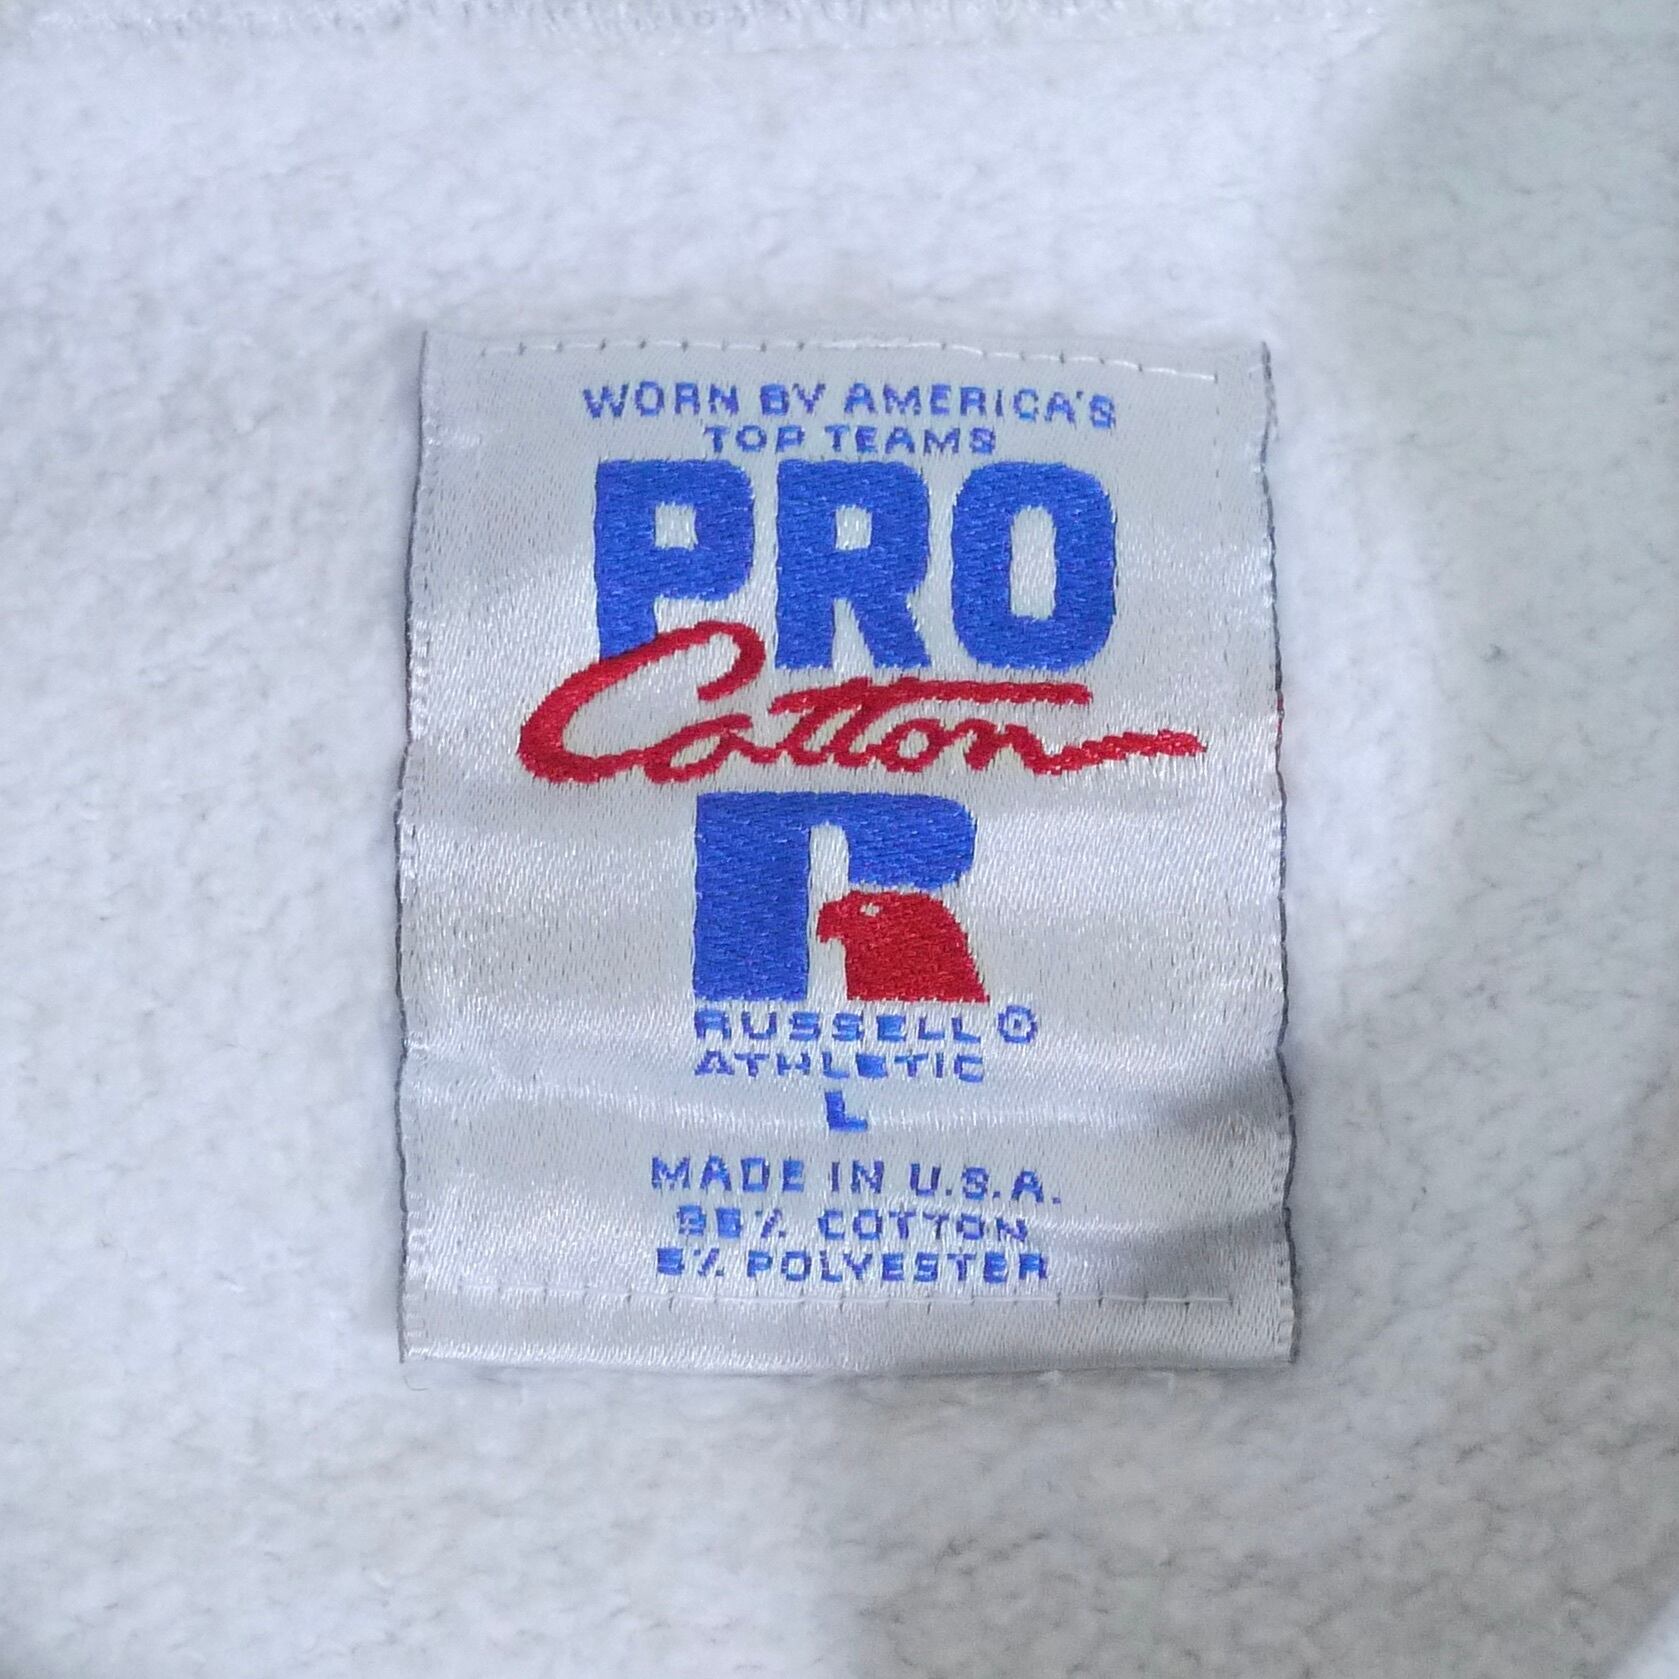 WORN BY AMERICA'S
TOP TEAMS
PRO
Cotton
R
RUSSELL ®
ATHLETIC
L
MADE IN U.S.A.
95% COTTON
5% POLYESTER